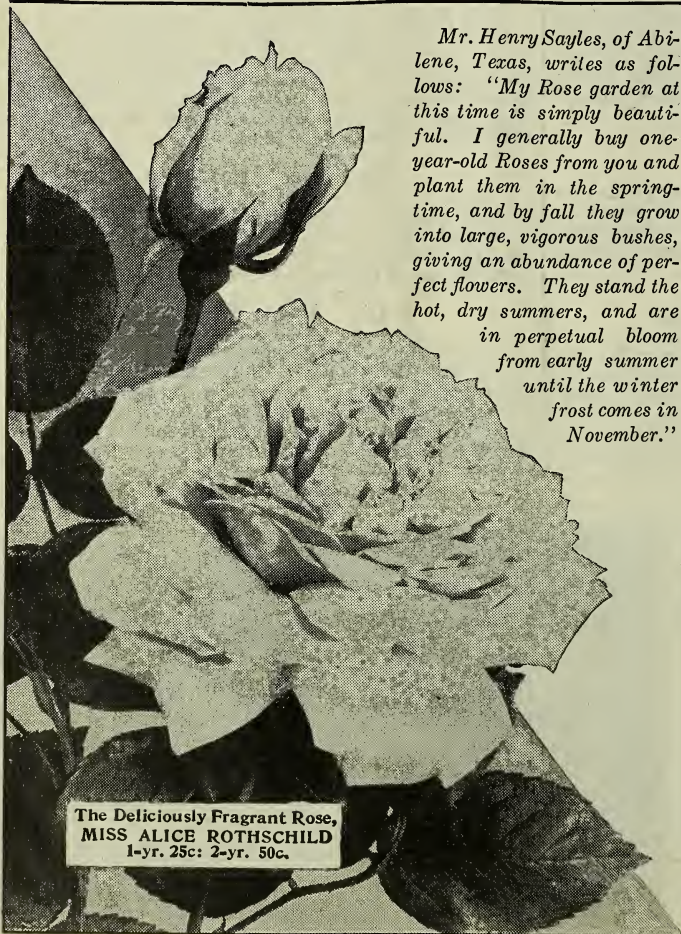 Mr. Henry Sayles, of Abi-
lene, Texas, writes as fol-
lows: "My Rose garden at
this time is simply beauti-
ful. I generally buy one-
year-old Roses from you and
plant them in the spring-
time, and by fall they grow
into large, vigorous bushes,
giving an abundance of per-
fect flowers. They stand the
hot, dry summers, and are
in perpetual bloom
from early summer
until the winter
frost comes in
November."
The Deliciously Fragrant Rose,
MISS ALICE ROTHSCHILD
1-yr. 25c: 2-yr. 50c.